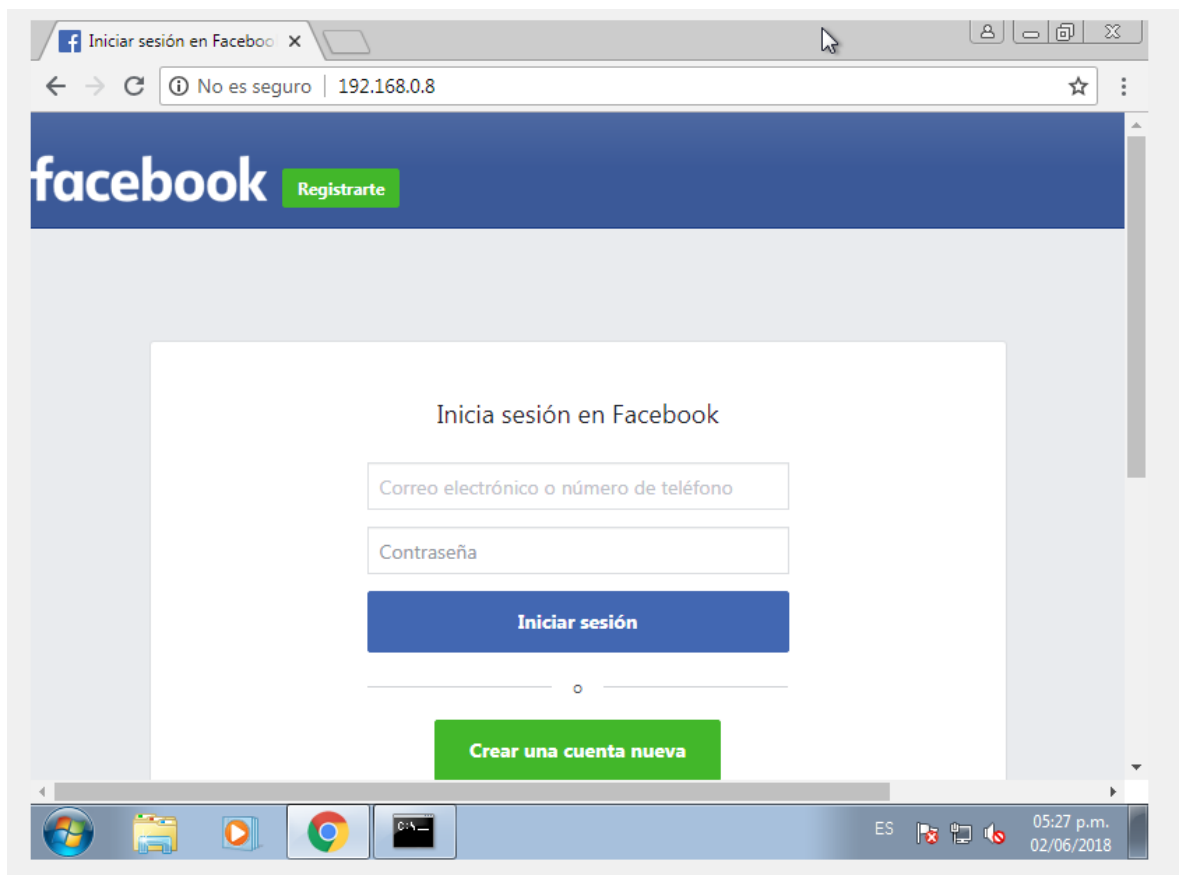 Iniciar sesión en Faceboo
No es seguro | 192.168.0.8
facebook Registrarte
Inicia sesión en Facebook
Correo electrónico o número de teléfono
Contraseña
Iniciar sesión
o
Crear una cuenta nueva
C:\_
ES 05:27 p.m.
02/06/2018